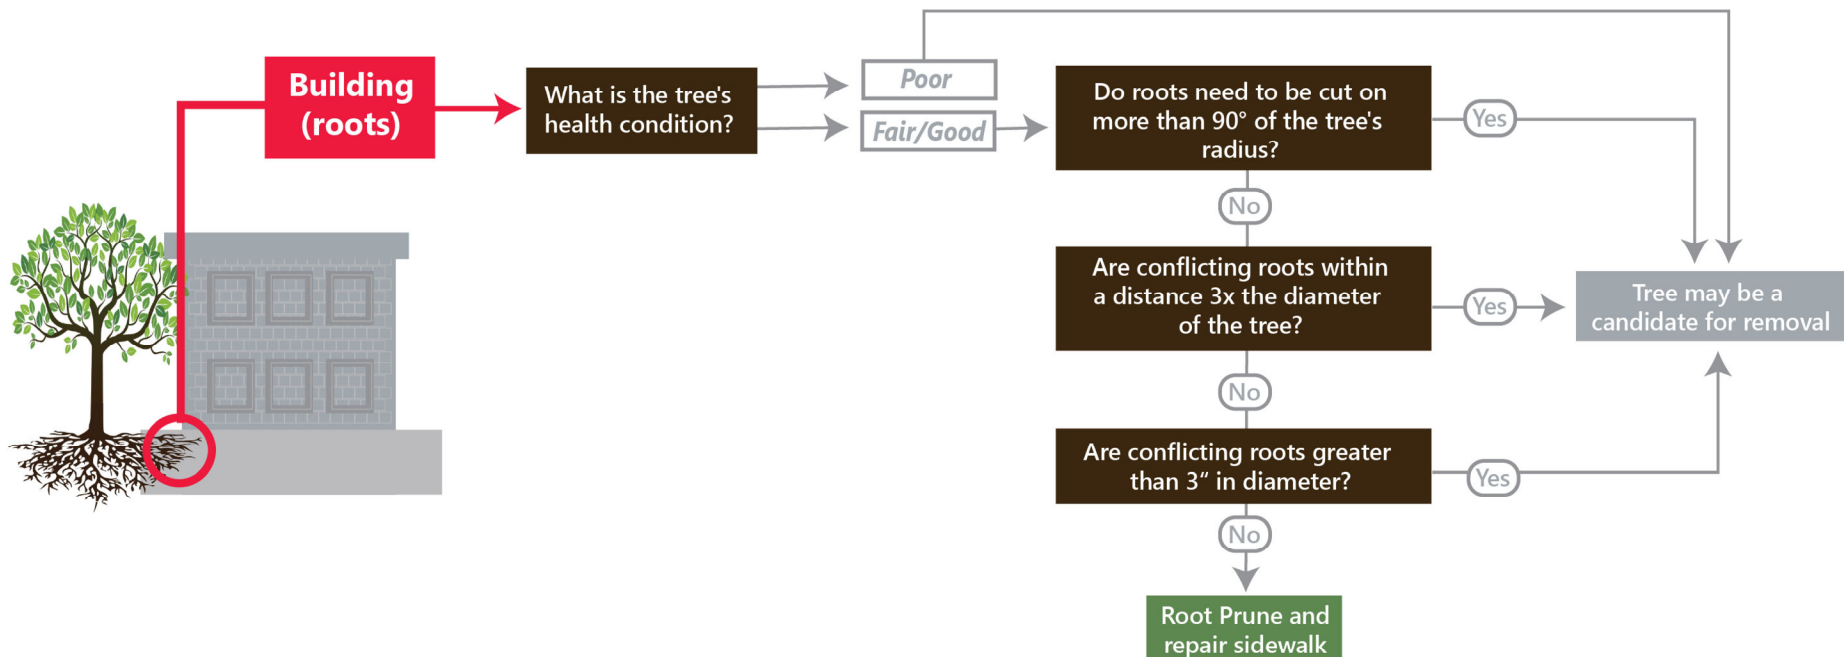 Building
(roots)
What is the tree's
health condition?
Poor
Fair/Good
Do roots need to be cut on
more than 90° of the tree's
radius?
Yes
No
Are conflicting roots within
a distance 3x the diameter
of the tree?
Yes
Tree may be a
candidate for removal
No
Are conflicting roots greater
than 3“ in diameter?
Yes
No
Root Prune and
repair sidewalk